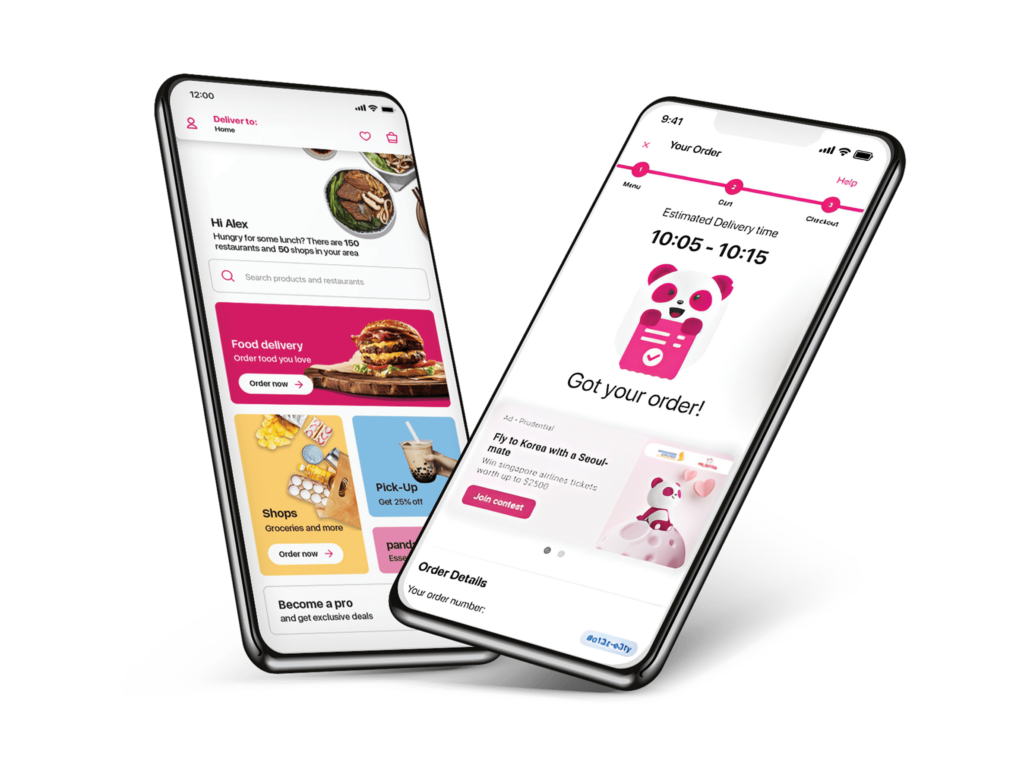 12:00
Deliver to:
Home
Hi Alex
Hungry for some lunch? There are 150
restaurants and 50 shops in your area
Search products and restaurants
Food delivery
Order food you love
Order now
Shops
Groceries and more
Order now
Pick-Up
Get 25% off
panda
Esse
Become a pro
and get exclusive deals
9:41
Your Order
Help
1
2
3
Menu
Cart
Checkout
Estimated Delivery time
10:05 - 10:15
Got your order!
Ad • Prudential
Fly to Korea with a Seoul-
mate
Win singapore airlines tickets
worth up to $2500
Join contest
Order Details
Your order number:
#a13z-g3ty